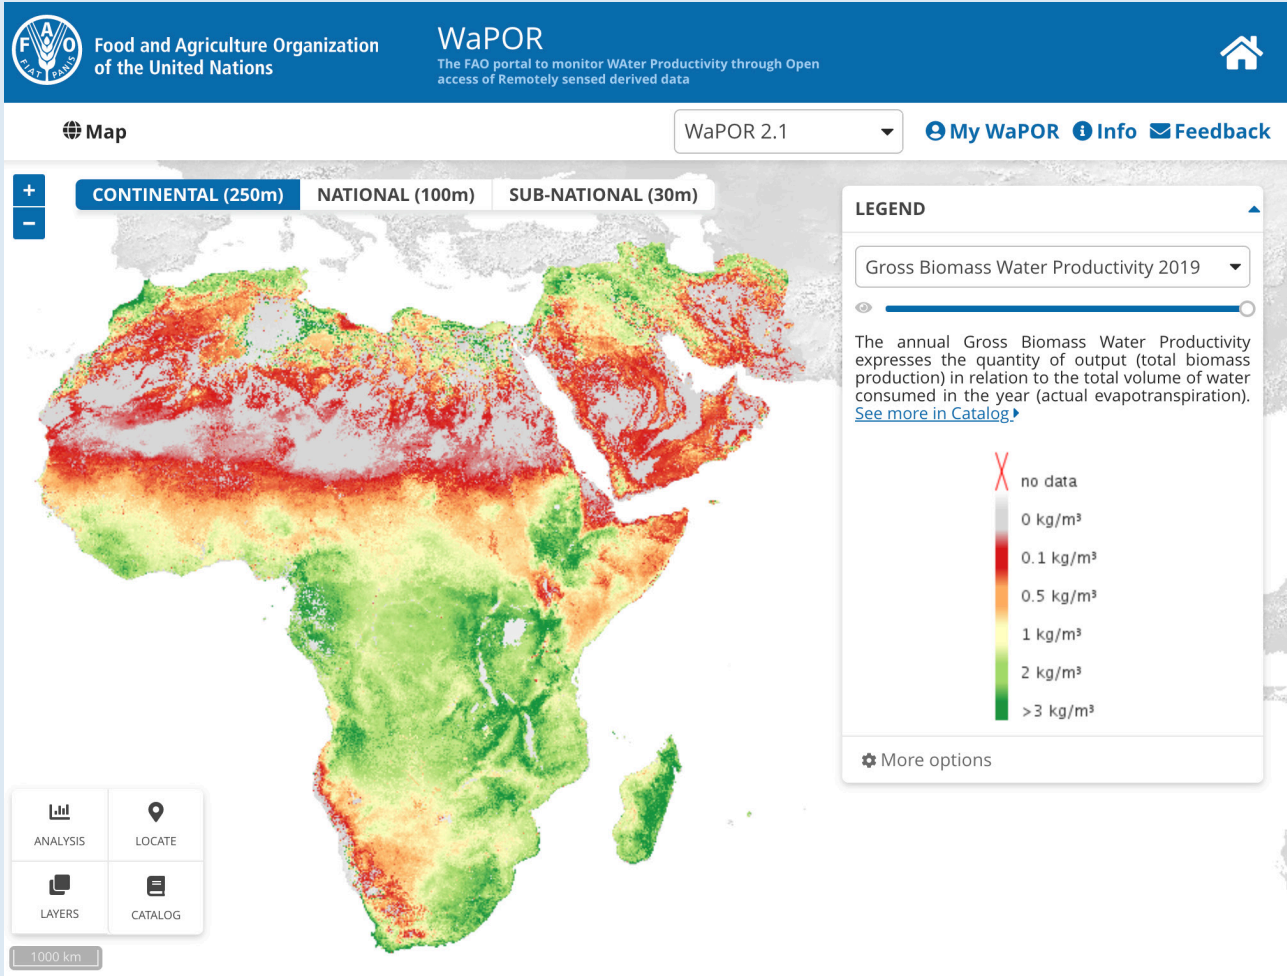 FAO
FIAT PANIS
Food and Agriculture Organization
of the United Nations
WaPOR
The FAO portal to monitor WAter Productivity through Open
access of Remotely sensed derived data
Map
WaPOR 2.1
My WaPOR
Info
Feedback
+
−
CONTINENTAL (250m)
NATIONAL (100m)
SUB-NATIONAL (30m)
LEGEND
Gross Biomass Water Productivity 2019
The annual Gross Biomass Water Productivity
expresses the quantity of output (total biomass
production) in relation to the total volume of water
consumed in the year (actual evapotranspiration).
See more in Catalog
no data
0 kg/m³
0.1 kg/m³
0.5 kg/m³
1 kg/m³
2 kg/m³
>3 kg/m³
More options
ANALYSIS
LOCATE
LAYERS
CATALOG
1000 km